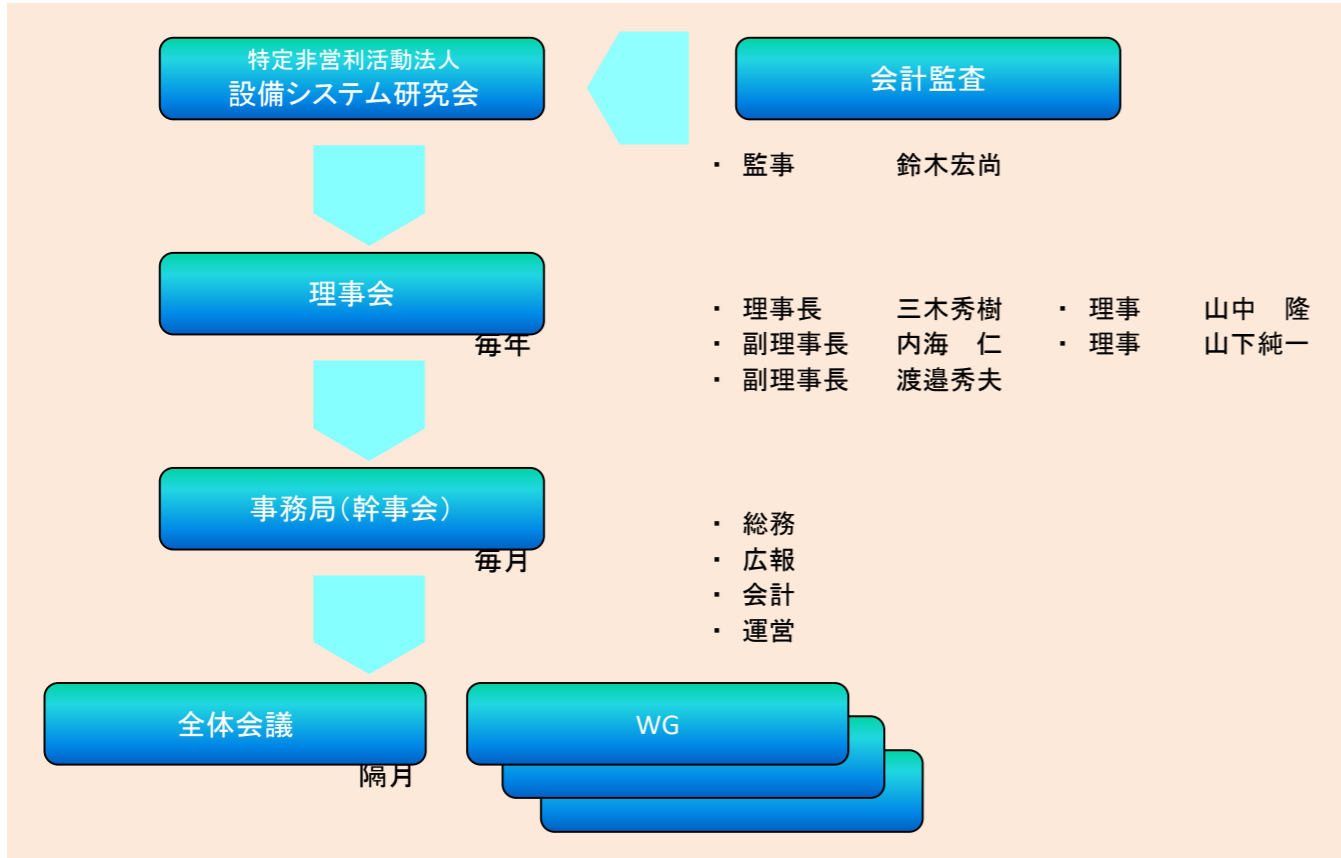 特定非営利活動法人
設備システム研究会
会計監査
・ 監事 鈴木宏尚
理事会
毎年
・ 理事長 三木秀樹 ・ 理事 山中　隆
・ 副理事長 内海　仁 ・ 理事 山下純一
・ 副理事長 渡邉秀夫
事務局（幹事会）
毎月
・ 総務
・ 広報
・ 会計
・ 運営
全体会議
隔月
WG